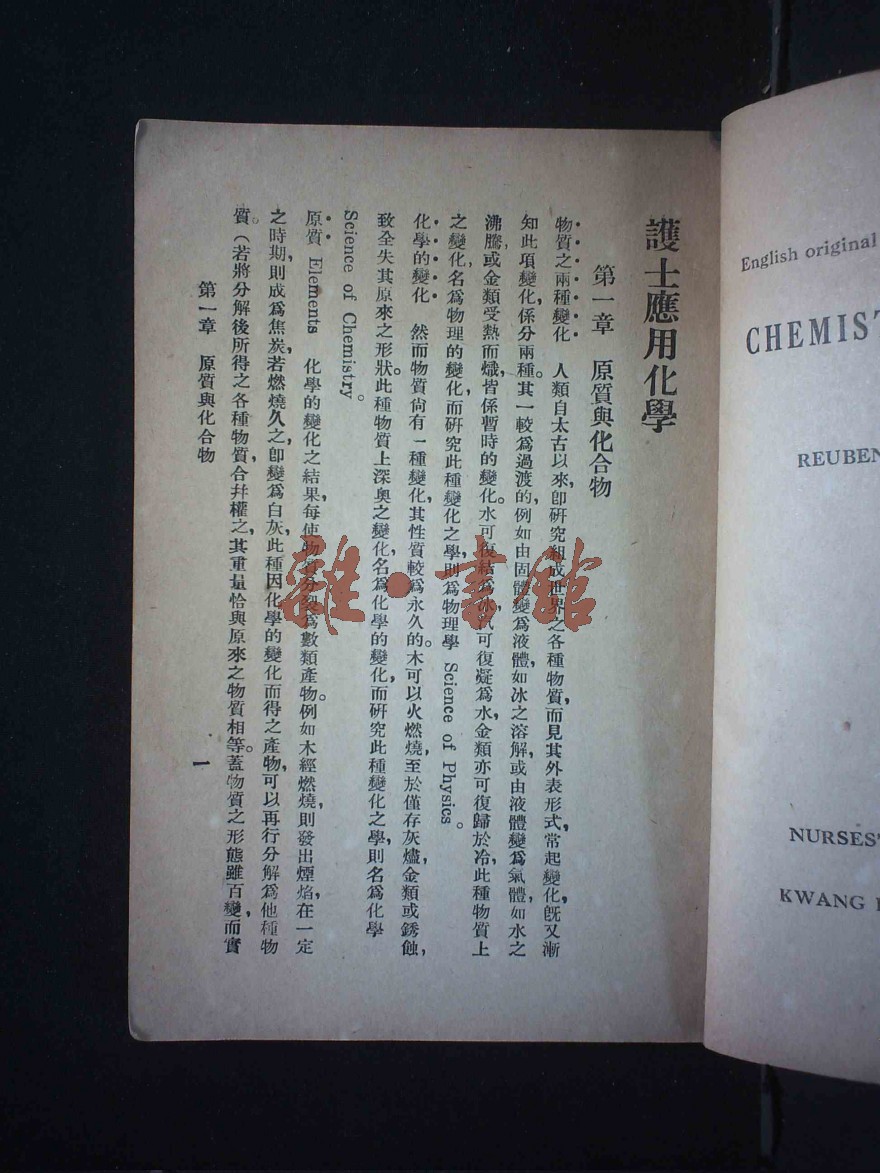 護士應用化學
第一章 原質與化合物
物質之兩種變化 人類自太古以來,卽研究組成世界之各種物質,而見其外表形式,常起變化,旣又漸
知此項變化,係分兩種。其一較爲過渡的,例如由固體變爲液體,如冰之溶解,或由液體變爲氣體,如水之
沸騰,或金類受熱而熾,皆係暫時的變化。水可復結爲冰,汽可復凝爲水,金類亦可復歸於冷,此種物質上
之變化,名爲物理的變化,而研究此種變化之學,則爲物理學 Science of Physics。
化學的變化 然而物質尙有一種變化,其性質較爲永久的。木可以火燃燒,至於僅存灰燼,金類或銹蝕,
致全失其原來之形狀。此種物質上深奥之變化,名爲化學的變化,而研究此種變化之學,則名爲化學
Science of Chemistry。
原質 Elements 化學的變化之結果,每使物質分裂爲數類產物。例如木經燃燒,則發出煙焰,在一定
之時期,則成爲焦炭,若燃燒久之,卽變爲白灰,此種因化學的變化而得之產物,可以再行分解爲他種物
質。(若將分解後所得之各種物質,合幷權之,其重量恰與原來之物質相等。蓋物質之形態雖百變,而實
第一章 原質與化合物
一
雜·書館
English original
CHEMIST
REUBEN
NURSES'
KWANG